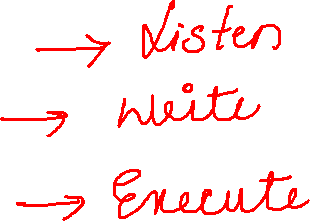 → Listen
→ Write
→ Execute